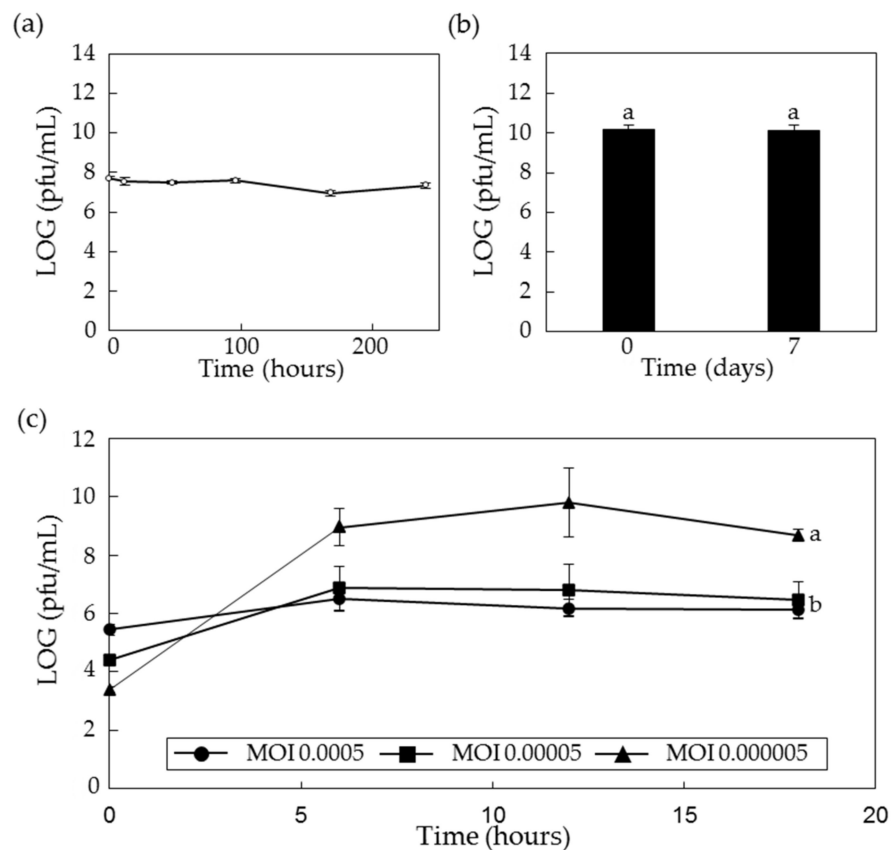 (a)
14
12
10
8
6
4
2
0
LOG (pfu/mL)
0 100 200
Time (hours)
(b)
14
12
10
8
6
4
2
0
LOG (pfu/mL)
a a
0 7
Time (days)
(c)
12
10
8
6
4
2
0
LOG (pfu/mL)
a
b
MOI 0.0005 MOI 0.00005 MOI 0.000005
0 5 10 15 20
Time (hours)